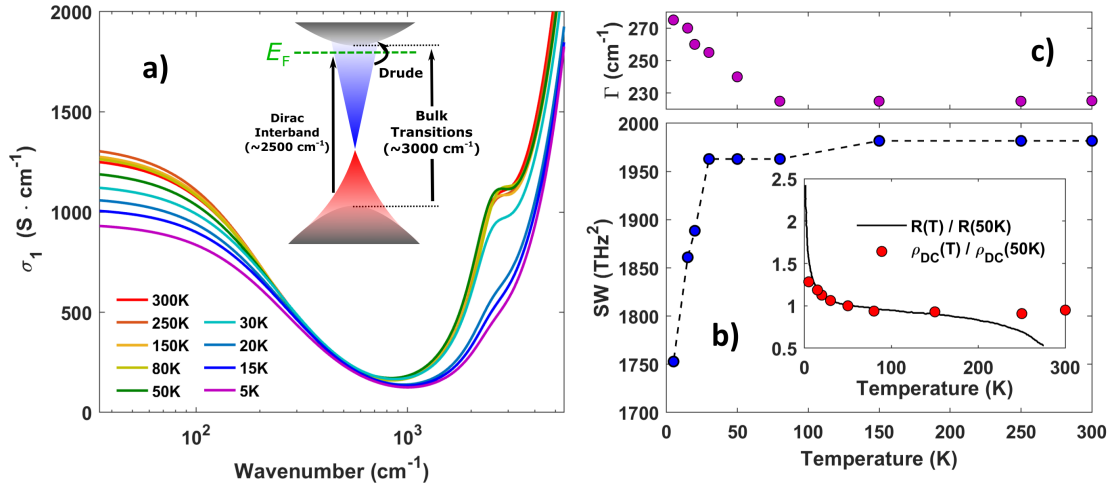 a)
E_F
Drude
Dirac
Interband
(~2500 cm⁻¹)
Bulk
Transitions
(~3000 cm⁻¹)
2000
1500
1000
500
0
σ₁ (S · cm⁻¹)
300K
250K
150K
80K
50K
30K
20K
15K
5K
10²
10³
Wavenumber (cm⁻¹)
c)
270
250
230
Γ (cm⁻¹)
b)
2000
1950
1900
1850
1800
1750
1700
SW (THz²)
2.5
2
1.5
1
0.5
R(T) / R(50K)
ρ_DC(T) / ρ_DC(50K)
0
100
200
300
Temperature (K)
0
50
100
150
200
250
300
Temperature (K)